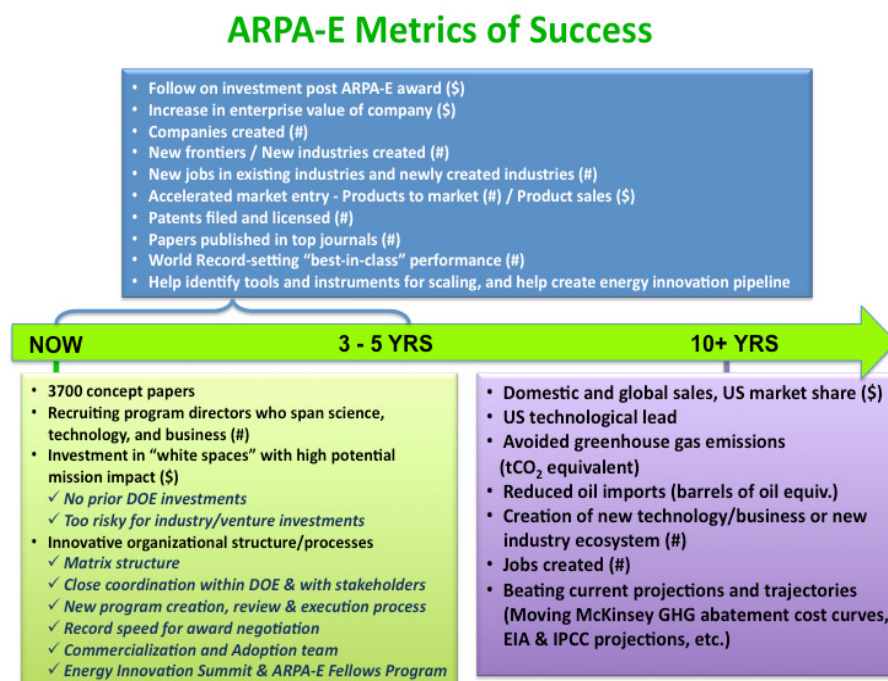 ARPA-E Metrics of Success
• Follow on investment post ARPA-E award ($)
• Increase in enterprise value of company ($)
• Companies created (#)
• New frontiers / New industries created (#)
• New jobs in existing industries and newly created industries (#)
• Accelerated market entry - Products to market (#) / Product sales ($)
• Patents filed and licensed (#)
• Papers published in top journals (#)
• World Record-setting “best-in-class” performance (#)
• Help identify tools and instruments for scaling, and help create energy innovation pipeline
NOW
3 - 5 YRS
10+ YRS
• 3700 concept papers
• Recruiting program directors who span science,
technology, and business (#)
• Investment in “white spaces” with high potential
mission impact ($)
✓ No prior DOE investments
✓ Too risky for industry/venture investments
• Innovative organizational structure/processes
✓ Matrix structure
✓ Close coordination within DOE & with stakeholders
✓ New program creation, review & execution process
✓ Record speed for award negotiation
✓ Commercialization and Adoption team
✓ Energy Innovation Summit & ARPA-E Fellows Program
• Domestic and global sales, US market share ($)
• US technological lead
• Avoided greenhouse gas emissions
(tCO₂ equivalent)
• Reduced oil imports (barrels of oil equiv.)
• Creation of new technology/business or new
industry ecosystem (#)
• Jobs created (#)
• Beating current projections and trajectories
(Moving McKinsey GHG abatement cost curves,
EIA & IPCC projections, etc.)